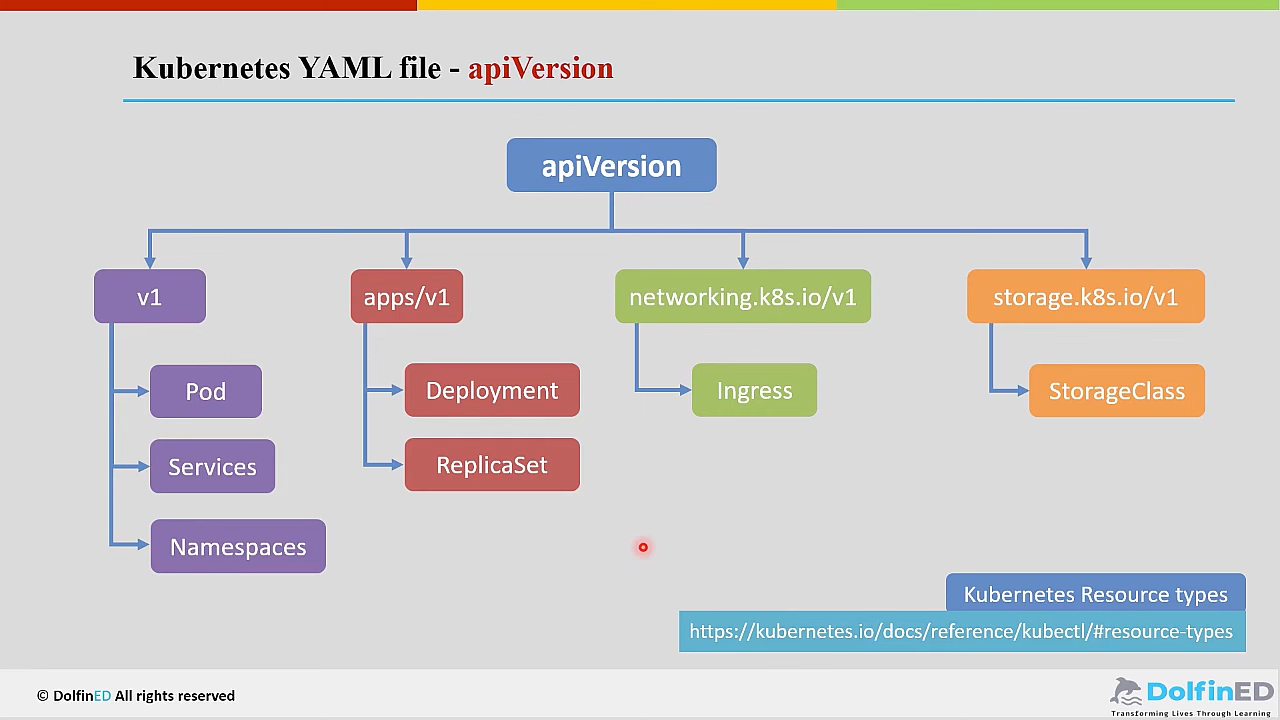 Kubernetes YAML file - apiVersion
apiVersion
v1
apps/v1
networking.k8s.io/v1
storage.k8s.io/v1
Pod
Deployment
Ingress
StorageClass
Services
ReplicaSet
Namespaces
Kubernetes Resource types
https://kubernetes.io/docs/reference/kubectl/#resource-types
© DolfinED All rights reserved
DolfinED
Transforming Lives Through Learning